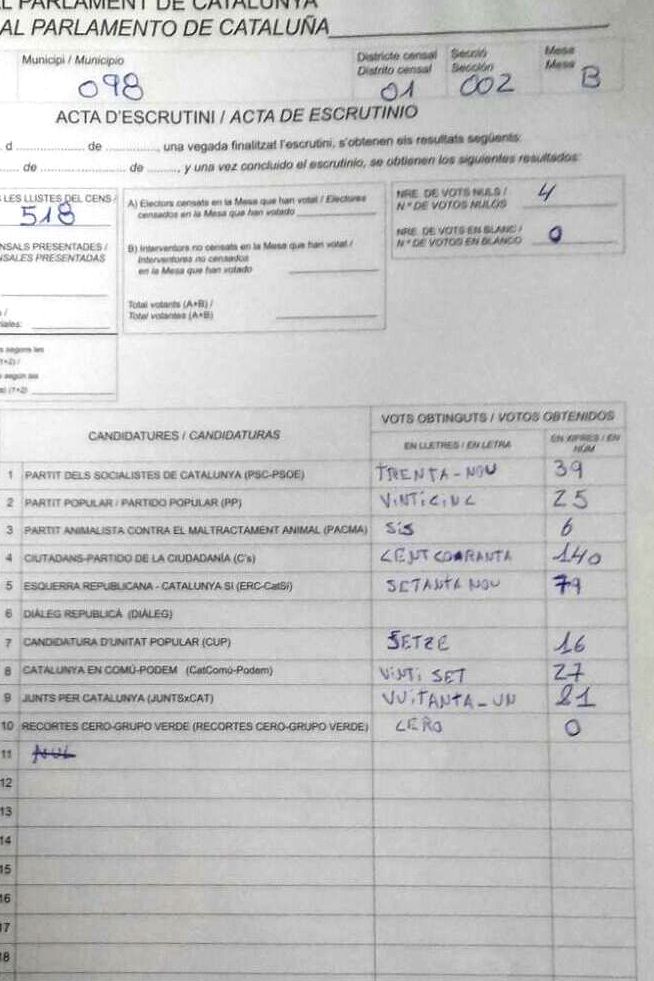 AL PARLAMENT DE CATALUNYA
AL PARLAMENTO DE CATALUÑA
Municipi / Municipio
098
Districte censal
Distrito censal
01
Secció
Sección
002
Mesa
Mesa
B
ACTA D'ESCRUTINI / ACTA DE ESCRUTINIO
d ................ de ............., una vegada finalitzat l'escrutini, s'obtenen els resultats següents:
de .................... de ........, y una vez concluido el escrutinio, se obtienen los siguientes resultados:
LES LLISTES DEL CENS /
518
A) Electors censats en la Mesa que han votat / Electores
censados en la Mesa que han votado
B) Interventors no censats en la Mesa que han votat /
Interventores no censados
en la Mesa que han votado
Total votants (A+B) /
Total votantes (A+B)
NRE. DE VOTS NULS /
N.º DE VOTOS NULOS
4
NRE. DE VOTS EN BLANC /
N.º DE VOTOS EN BLANCO
0
NSALS PRESENTADES /
NSALES PRESENTADAS
CANDIDATURES / CANDIDATURAS
VOTS OBTINGUTS / VOTOS OBTENIDOS
EN LLETRES / EN LETRA
EN XIFRES / EN
NÚM
1 PARTIT DELS SOCIALISTES DE CATALUNYA (PSC-PSOE) TRENTA-NOU 39
2 PARTIT POPULAR / PARTIDO POPULAR (PP) VINTICINC 25
3 PARTIT ANIMALISTA CONTRA EL MALTRACTAMENT ANIMAL (PACMA) SIS 6
4 CIUTADANS-PARTIDO DE LA CIUDADANÍA (C's) CENT COARANTA 140
5 ESQUERRA REPUBLICANA - CATALUNYA SÍ (ERC-CatSí) SETANTA NOU 79
6 DIÀLEG REPUBLICÀ (DIÀLEG)
7 CANDIDATURA D'UNITAT POPULAR (CUP) SETZE 16
8 CATALUNYA EN COMÚ-PODEM (CatComú-Podem) VINTI SET 27
9 JUNTS PER CATALUNYA (JUNTSxCAT) VUITANTA-UN 81
10 RECORTES CERO-GRUPO VERDE (RECORTES CERO-GRUPO VERDE) CERO 0
11 NUL
12
13
14
15
16
17
18